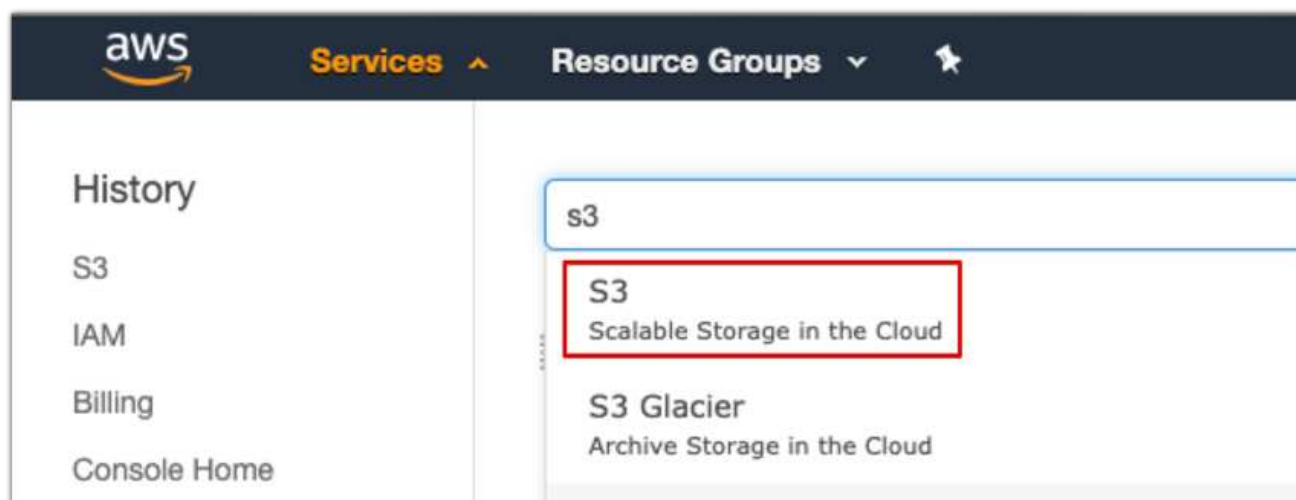 aws
Services
Resource Groups
History
S3
IAM
Billing
Console Home
s3
S3
Scalable Storage in the Cloud
S3 Glacier
Archive Storage in the Cloud